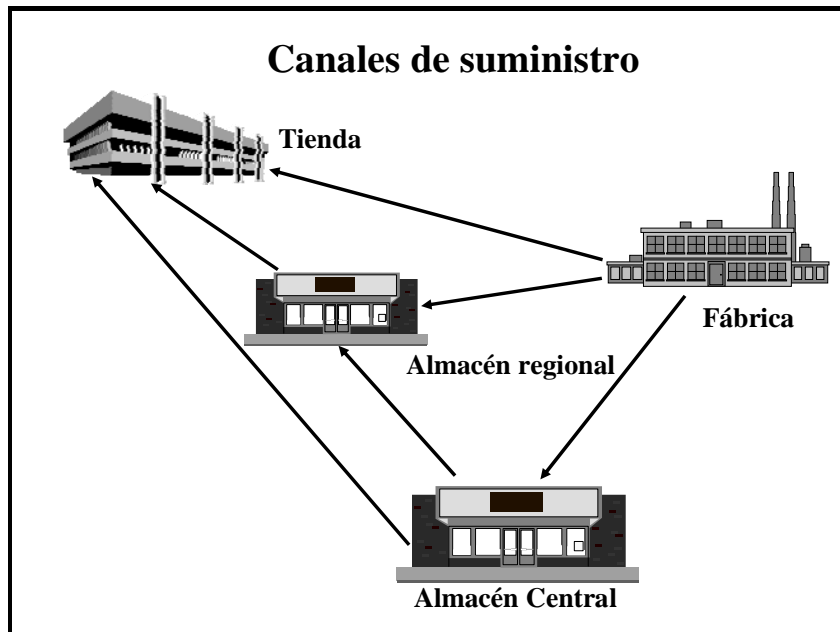 Canales de suministro
Tienda
Fábrica
Almacén regional
Almacén Central